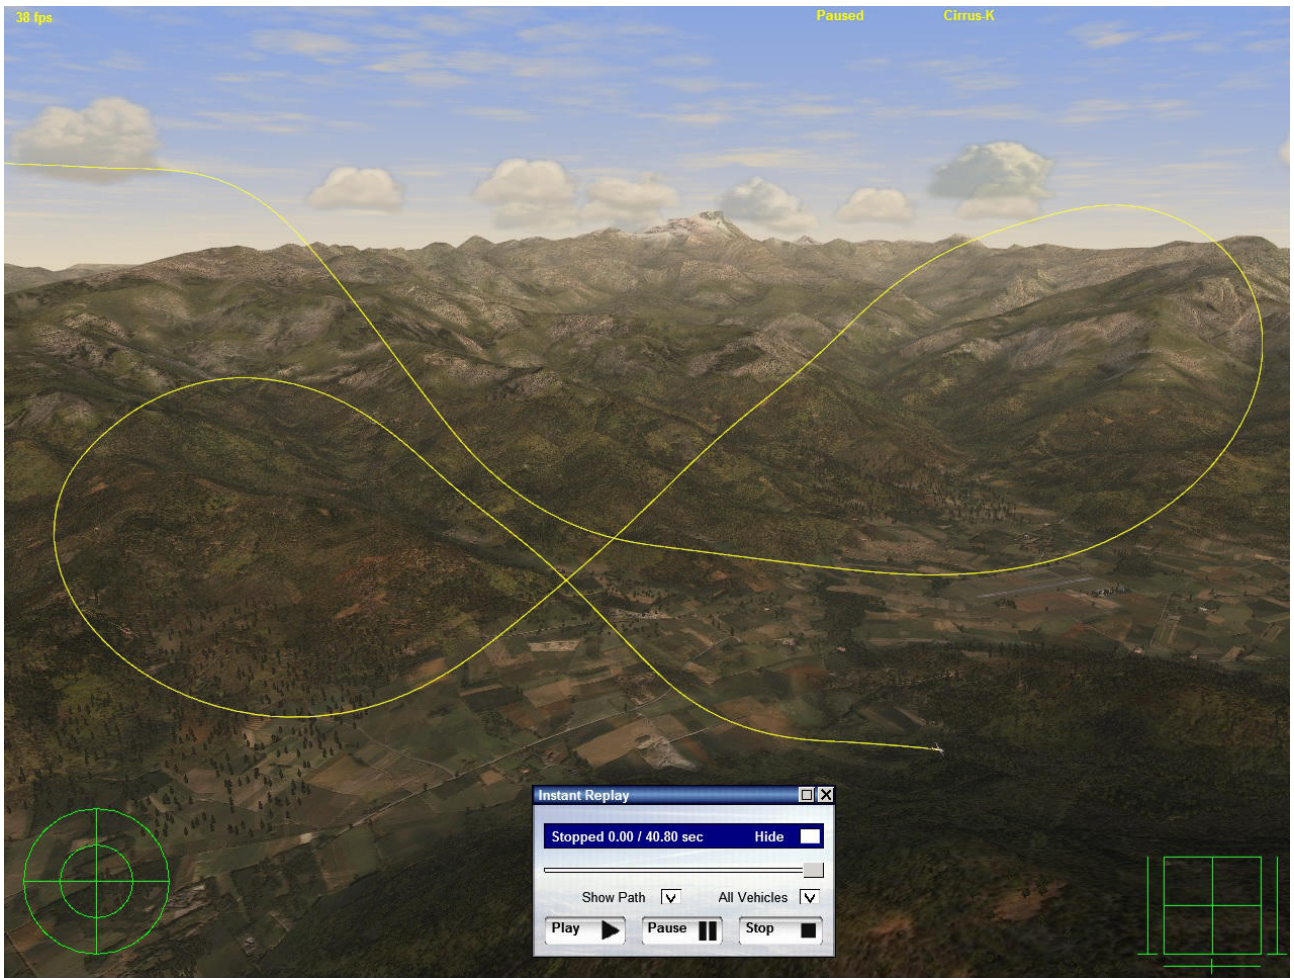 38 fps
Paused
Cirrus-K
Instant Replay
Stopped 0.00 / 40.80 sec
Hide
Show Path
All Vehicles
Play
Pause
Stop